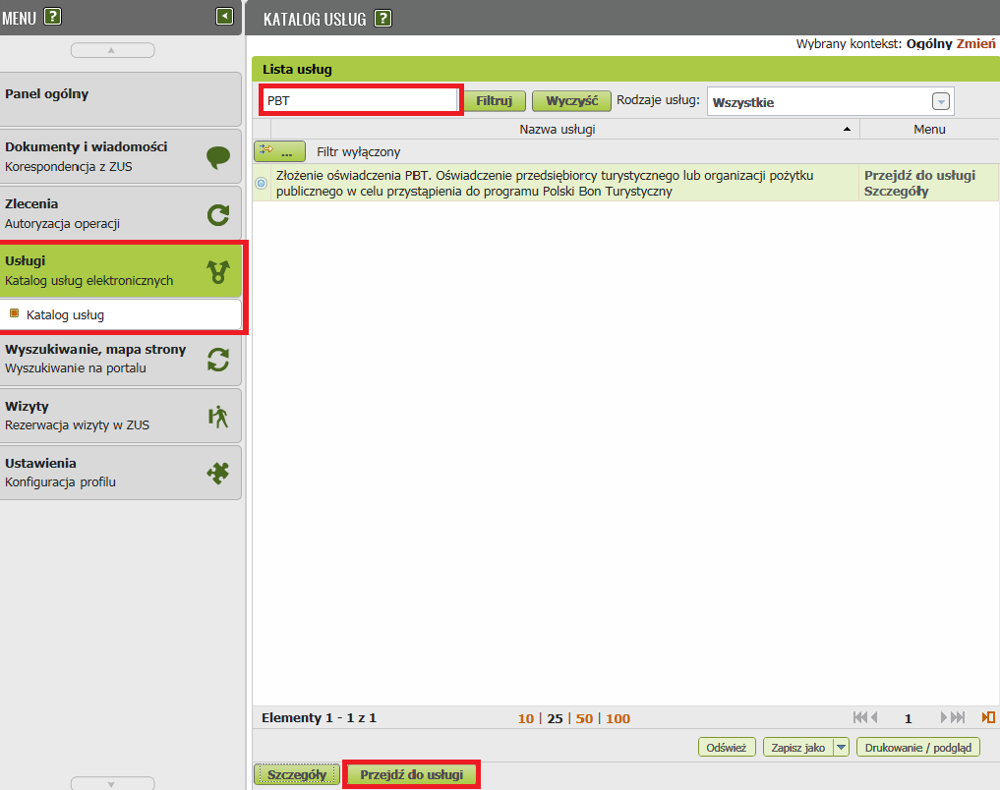 MENU ?
KATALOG USŁUG ?
Wybrany kontekst: Ogólny Zmień
Panel ogólny
Dokumenty i wiadomości
Korespondencja z ZUS
Zlecenia
Autoryzacja operacji
Usługi
Katalog usług elektronicznych
Katalog usług
Wyszukiwanie, mapa strony
Wyszukiwanie na portalu
Wizyty
Rezerwacja wizyty w ZUS
Ustawienia
Konfiguracja profilu
Lista usług
PBT Filtruj Wyczyść Rodzaje usług: Wszystkie
Nazwa usługi Menu
... Filtr wyłączony
Złożenie oświadczenia PBT. Oświadczenie przedsiębiorcy turystycznego lub organizacji pożytku
publicznego w celu przystąpienia do programu Polski Bon Turystyczny
Przejdź do usługi
Szczegóły
Elementy 1 - 1 z 1 10 | 25 | 50 | 100 1
Odśwież Zapisz jako Drukowanie / podgląd
Szczegóły Przejdź do usługi